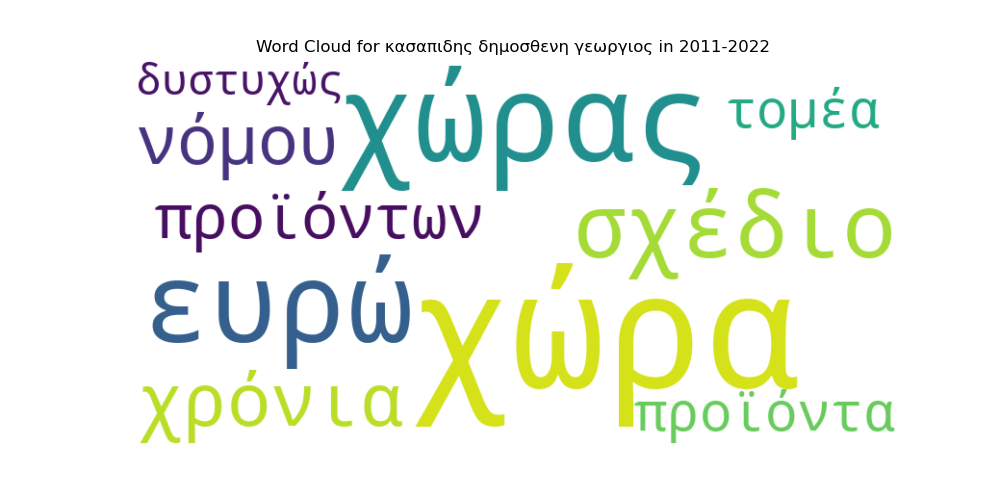 Word Cloud for κασαπιδης δημοσθενη γεωργιος in 2011-2022
δυστυχώς
χώρας
τομέα
νόμου
προϊόντων
σχέδιο
ευρώ
χώρα
χρόνια
προϊόντα